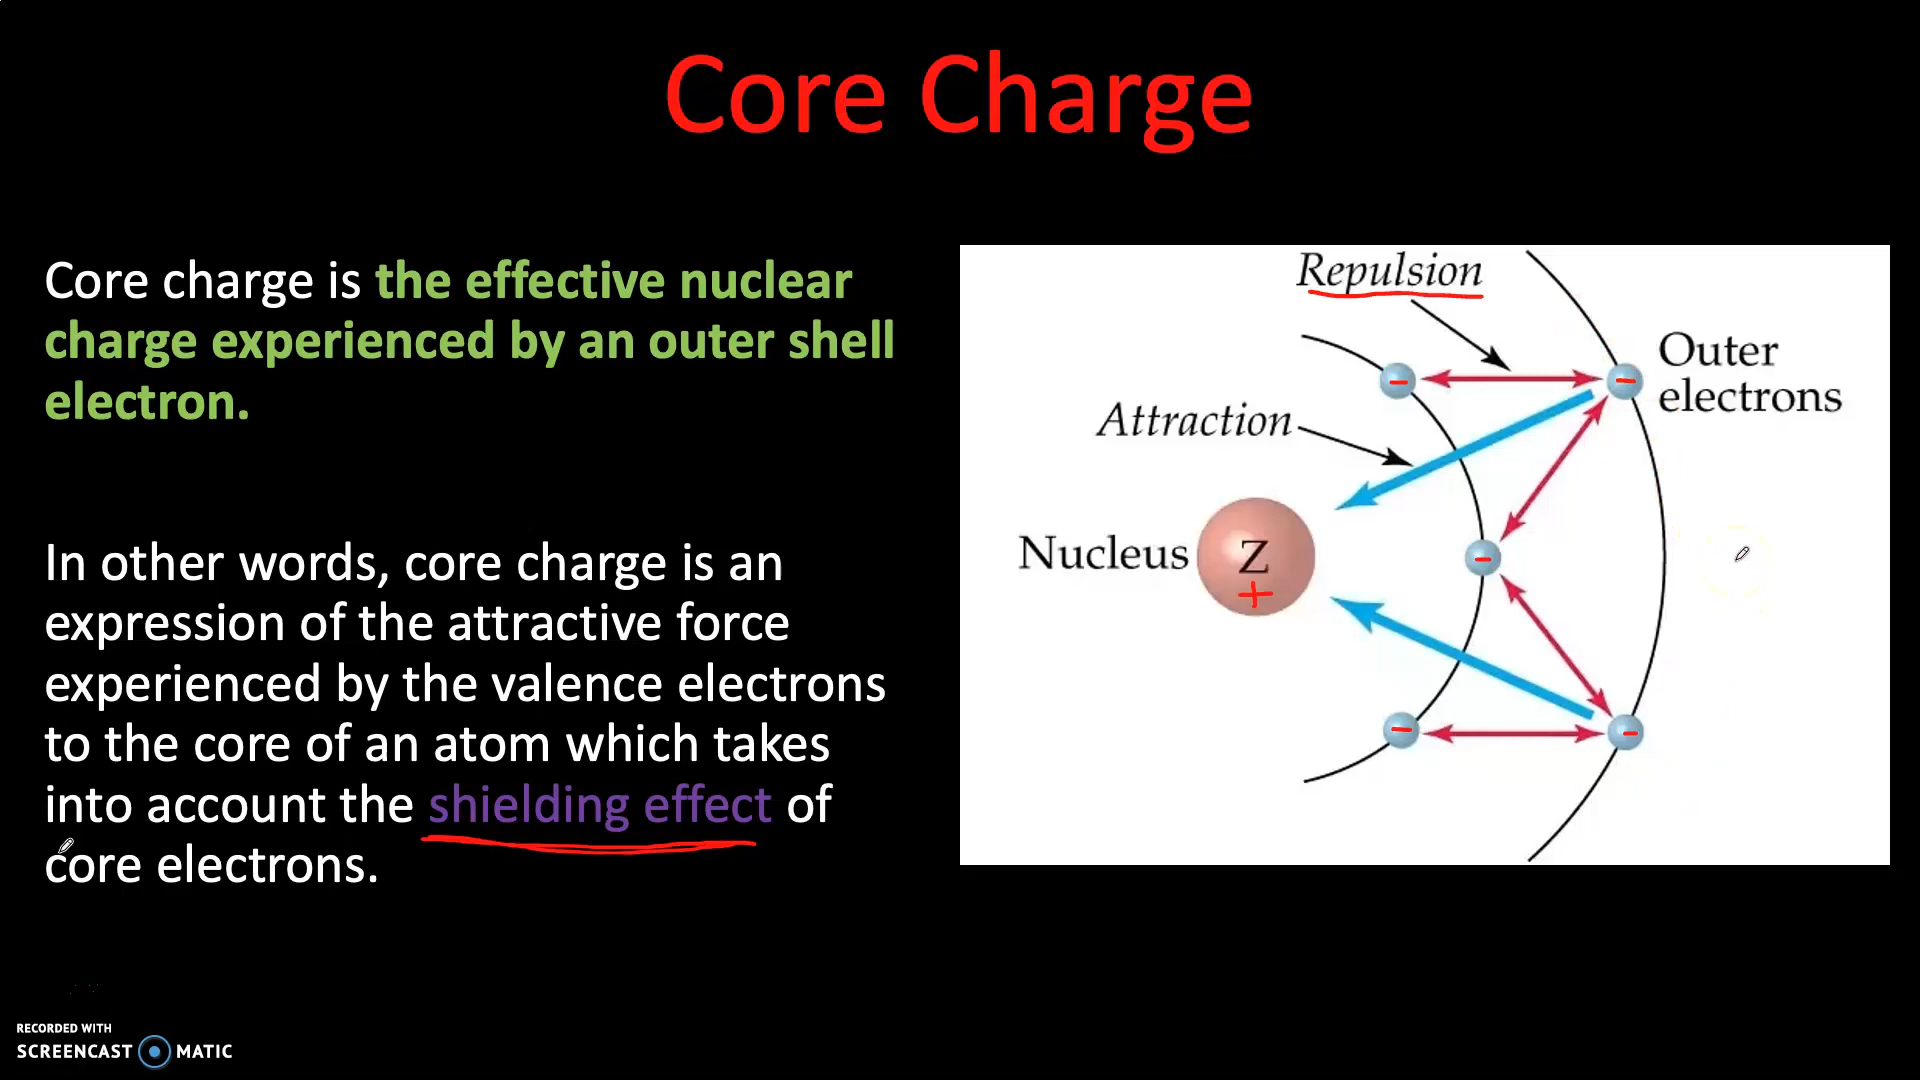 Core Charge
Core charge is the effective nuclear
charge experienced by an outer shell
electron.
In other words, core charge is an
expression of the attractive force
experienced by the valence electrons
to the core of an atom which takes
into account the shielding effect of
core electrons.
Repulsion
Outer
electrons
Attraction
Nucleus
Z
+
-
-
-
-
-
RECORDED WITH
SCREENCAST MATIC